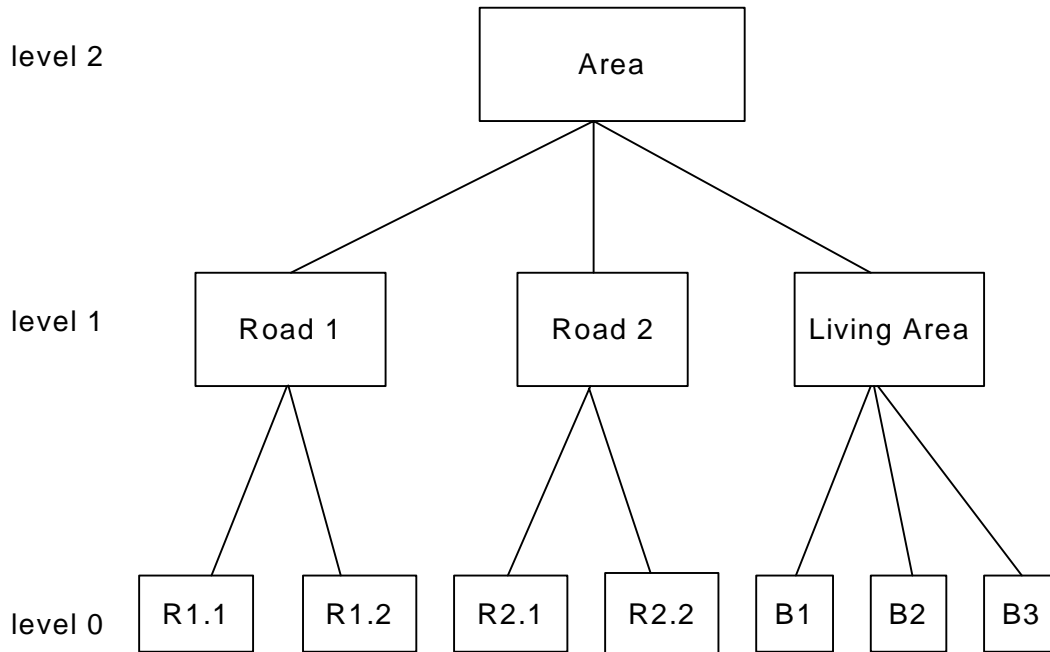 level 2
Area
level 1
Road 1
Road 2
Living Area
level 0
R1.1
R1.2
R2.1
R2.2
B1
B2
B3